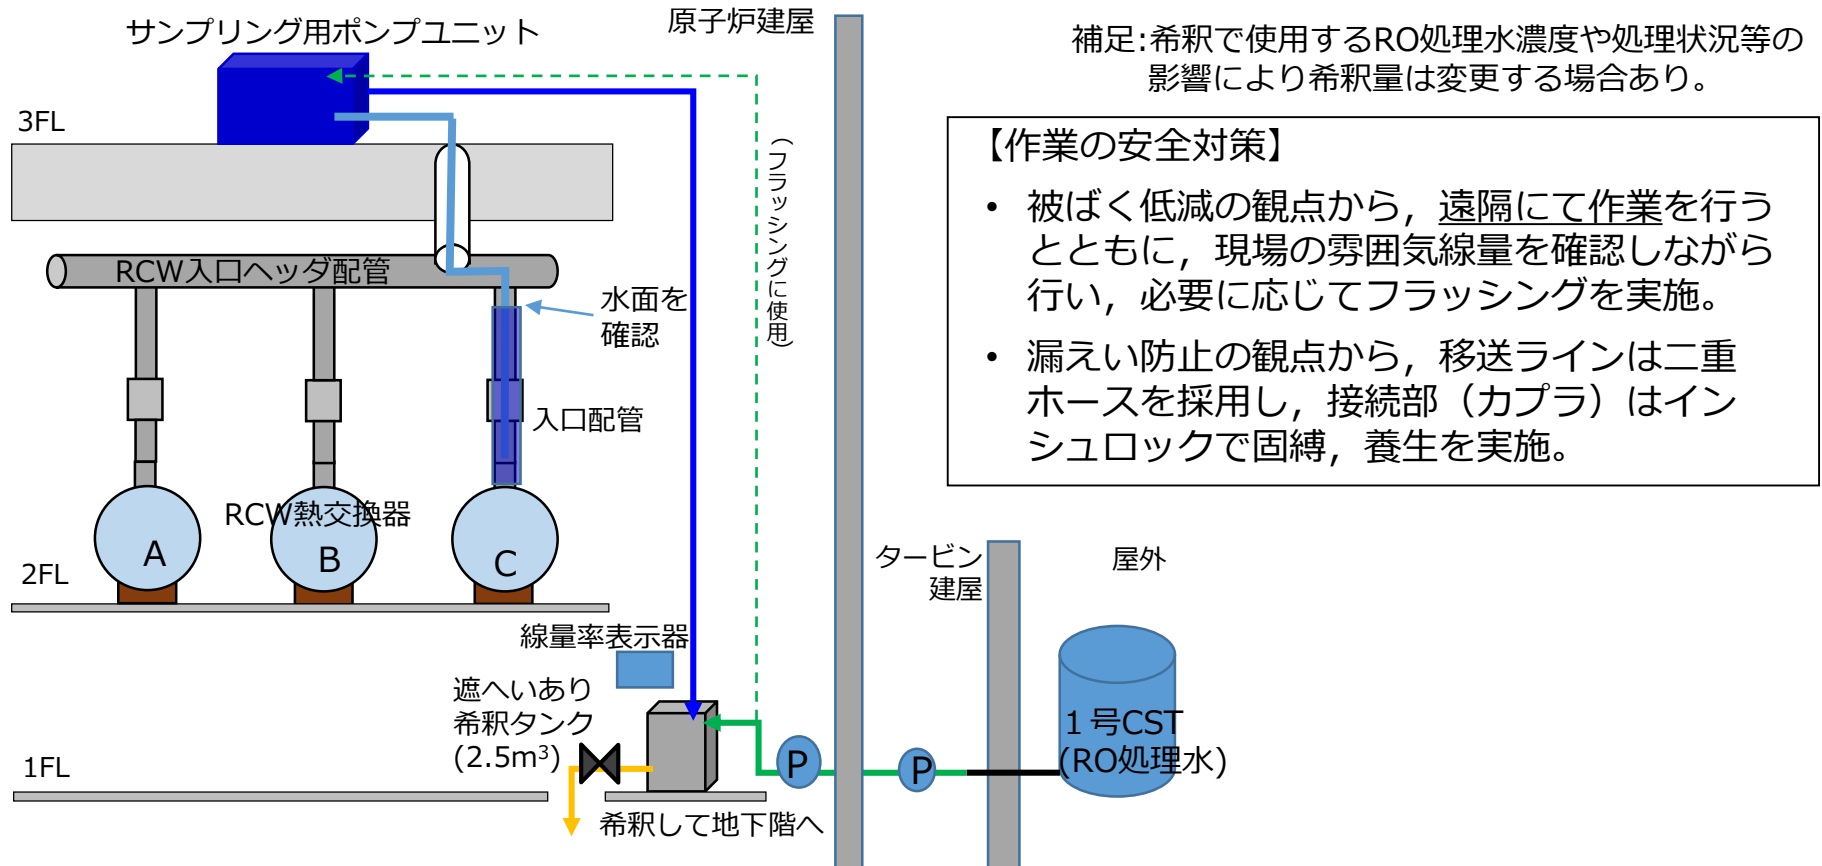 サンプリング用ポンプユニット
原子炉建屋
補足:希釈で使用するRO処理水濃度や処理状況等の
影響により希釈量は変更する場合あり。
3FL
（フラッシングに使用）
【作業の安全対策】
• 被ばく低減の観点から，遠隔にて作業を行う
とともに，現場の雰囲気線量を確認しながら
行い，必要に応じてフラッシングを実施。
• 漏えい防止の観点から，移送ラインは二重
ホースを採用し，接続部（カプラ）はイン
シュロックで固縛，養生を実施。
RCW入口ヘッダ配管
水面を
確認
入口配管
RCW熱交換器
A
B
C
2FL
タービン
建屋
屋外
線量率表示器
遮へいあり
希釈タンク
(2.5m³)
1FL
P
P
１号CST
(RO処理水)
希釈して地下階へ